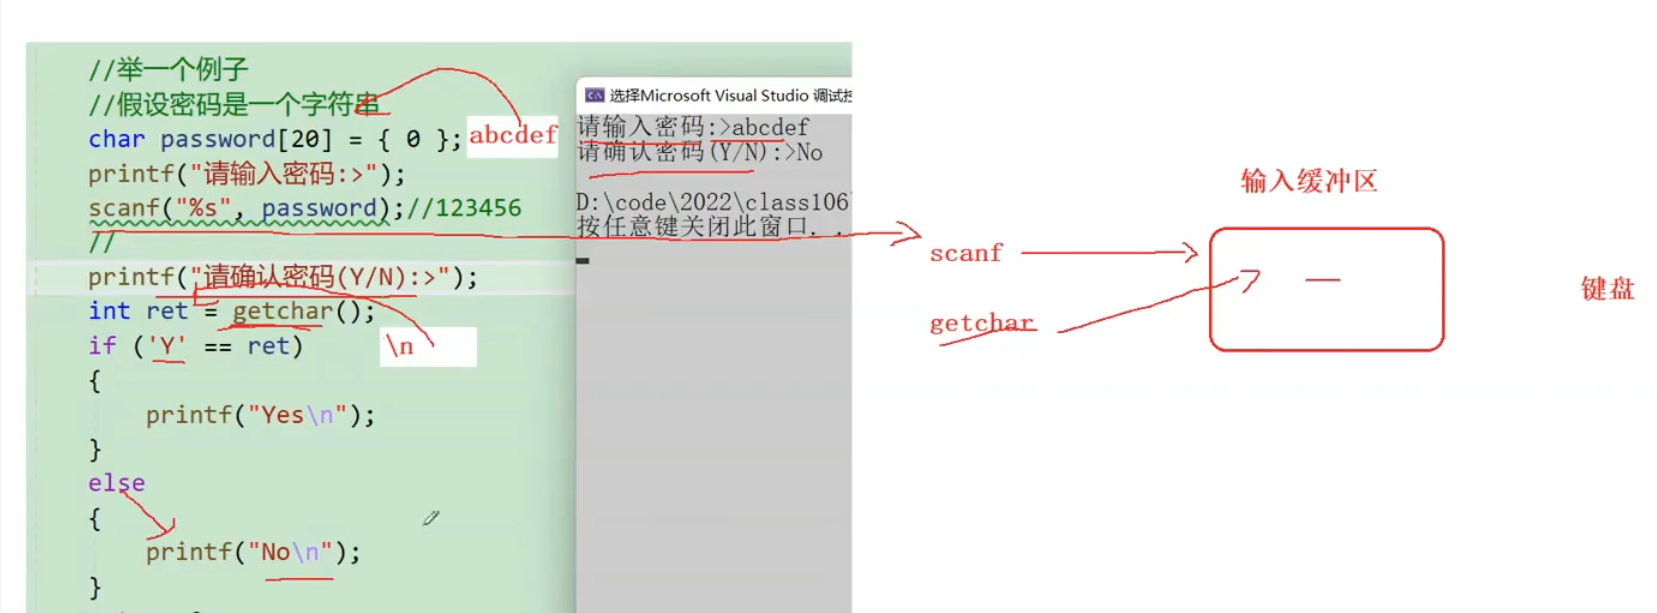 //举一个例子
//假设密码是一个字符串
char password[20] = { 0 };
abcdef
printf("请输入密码:>");
scanf("%s", password);//123456
//
printf("请确认密码(Y/N):>");
int ret = getchar();
if ('Y' == ret)
\n
{
printf("Yes\n");
}
else
{
printf("No\n");
}
选择Microsoft Visual Studio 调试控
请输入密码:>abcdef
请确认密码(Y/N):>No
D:\code\2022\class106
按任意键关闭此窗口. . .
输入缓冲区
scanf
getchar
键盘